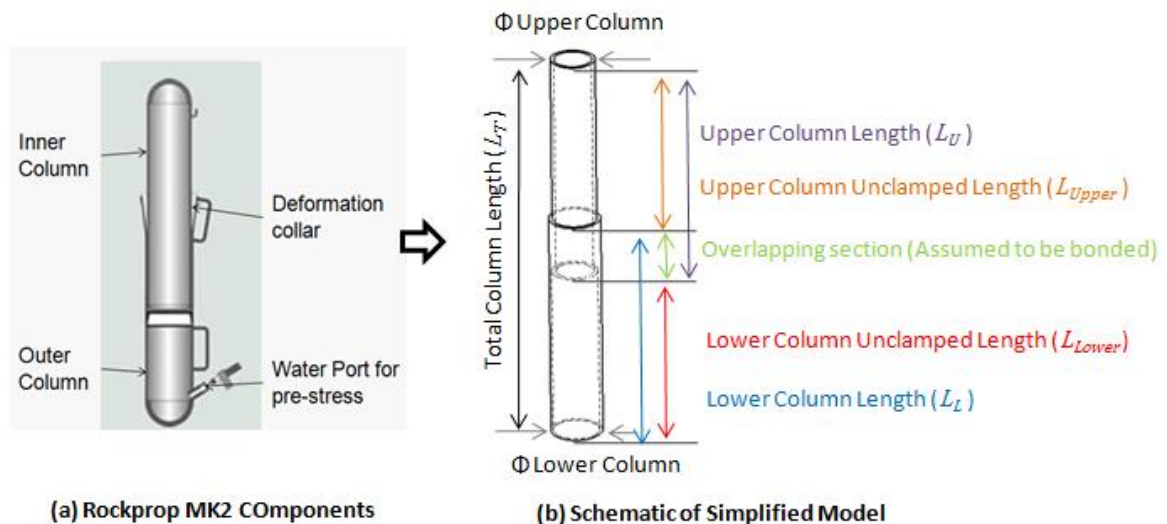 Inner
Column
Deformation
collar
Outer
Column
Water Port for
pre-stress
(a) Rockprop MK2 COmponents
Φ Upper Column
Total Column Length (L_T)
Upper Column Length (L_U)
Upper Column Unclamped Length (L_Upper)
Overlapping section (Assumed to be bonded)
Lower Column Unclamped Length (L_Lower)
Lower Column Length (L_L)
Φ Lower Column
(b) Schematic of Simplified Model